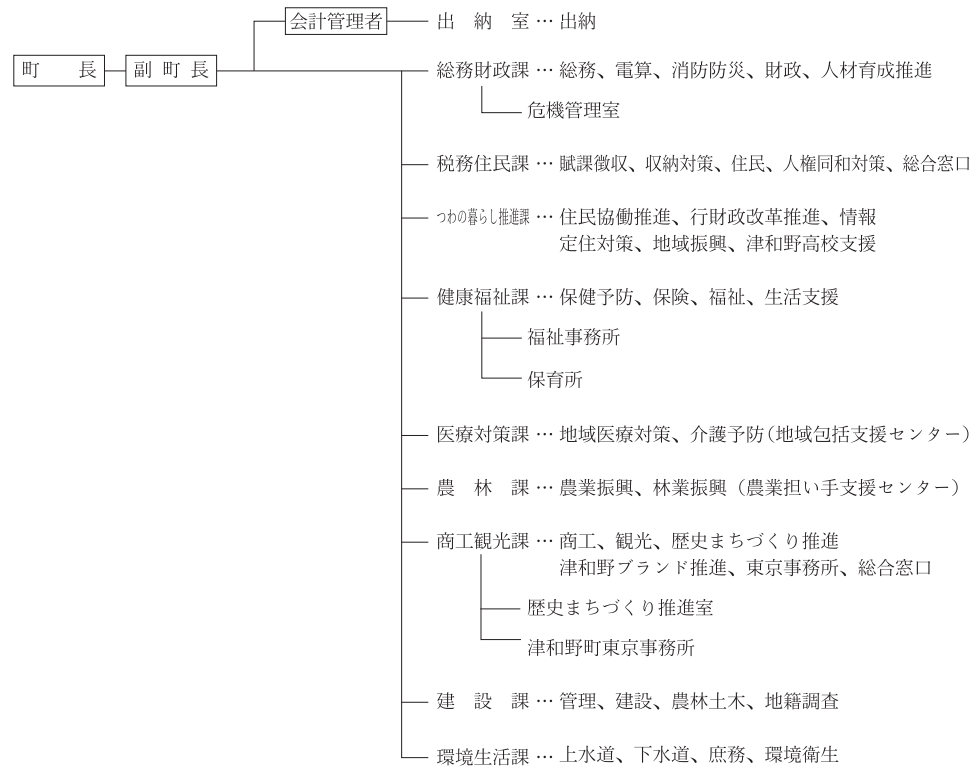 会計管理者 出納室 … 出納
町長 副町長 総務財政課 … 総務、電算、消防防災、財政、人材育成推進
危機管理室
税務住民課 … 賦課徴収、収納対策、住民、人権同和対策、総合窓口
つわの暮らし推進課 … 住民協働推進、行財政改革推進、情報
定住対策、地域振興、津和野高校支援
健康福祉課 … 保健予防、保険、福祉、生活支援
福祉事務所
保育所
医療対策課 … 地域医療対策、介護予防(地域包括支援センター)
農林課 … 農業振興、林業振興（農業担い手支援センター）
商工観光課 … 商工、観光、歴史まちづくり推進
津和野ブランド推進、東京事務所、総合窓口
歴史まちづくり推進室
津和野町東京事務所
建設課 … 管理、建設、農林土木、地籍調査
環境生活課 … 上水道、下水道、庶務、環境衛生